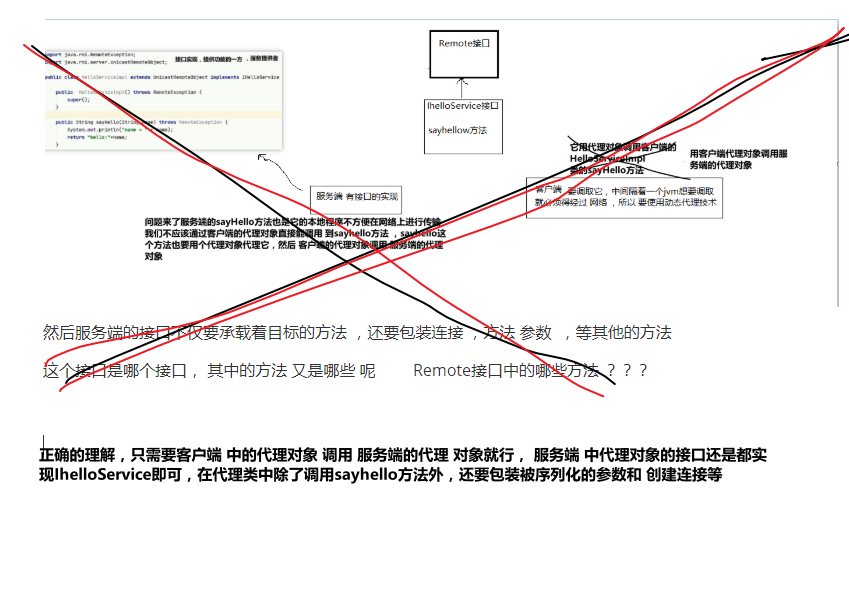 import java.rmi.RemoteException;
import java.rmi.server.UnicastRemoteObject;
接口实现，提供功能的一方 ，服务提供者
public class HelloServiceImpl extends UnicastRemoteObject implements IHelloService
public HelloServiceImpl() throws RemoteException {
super();
}
public String sayHello(String name) throws RemoteException {
System.out.println("name = " + name);
return "Hello:"+name;
}
Remote接口
IhelloService接口
sayhellow方法
它用代理对象调用客户端的
HelloServiceImpl
类的sayHello方法
用客户端代理对象调用服
务端的代理对象
服务端 有接口的实现
客户端 要调取它，中间隔着一个jvm想要调取
就必须得经过 网络 ，所以 要使用动态代理技术
问题来了服务端的sayHello方法也是它的本地程序不方便在网络上进行传输
我们不应该通过客户端的代理对象直接能调用 到sayhello方法 ，sayhello这
个方法也要用个代理对象代理它，然后 客户端的代理对象调用 服务端的代理
对象
然后服务端的接口不仅要承载着目标的方法 ，还要包装连接 ，方法 参数 ，等其他的方法
这个接口是哪个接口 ，其中的方法 又是哪些 呢 Remote接口中的哪些方法 ？？？
正确的理解，只需要客户端 中的代理对象 调用 服务端的代理 对象就行， 服务端 中代理对象的接口还是都实
现IhelloService即可，在代理类中除了调用sayhello方法外，还要包装被序列化的参数和 创建连接等